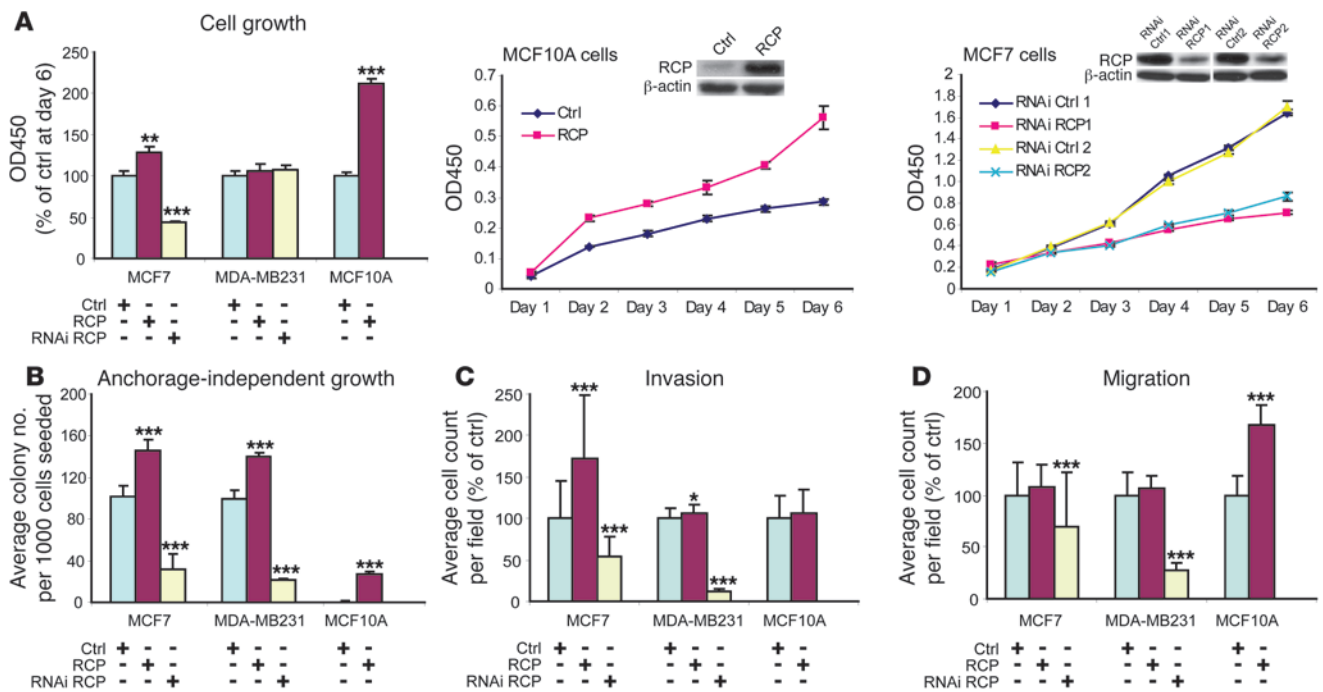 A
Cell growth
OD450
(% of ctrl at day 6)
250
200
150
100
50
0
**
***
***
MCF7 MDA-MB231 MCF10A
Ctrl + - - + - - + -
RCP - + - - + - - +
RNAi RCP - - + - - + - -
MCF10A cells
Ctrl RCP
RCP
β-actin
OD450
0.7
0.6
0.5
0.4
0.3
0.2
0.1
0
Ctrl
RCP
Day 1 Day 2 Day 3 Day 4 Day 5 Day 6
MCF7 cells
RNAi Ctrl1
RNAi RCP1
RNAi Ctrl2
RNAi RCP2
RCP
β-actin
OD450
2
1.8
1.6
1.4
1.2
1.0
0.8
0.6
0.4
0.2
0
RNAi Ctrl 1
RNAi RCP1
RNAi Ctrl 2
RNAi RCP2
Day 1 Day 2 Day 3 Day 4 Day 5 Day 6
B
Anchorage-independent growth
Average colony no.
per 1000 cells seeded
200
160
120
80
40
0
***
***
***
***
***
MCF7 MDA-MB231 MCF10A
Ctrl + - - + - - + -
RCP - + - - + - - +
RNAi RCP - - + - - + - -
C
Invasion
Average cell count
per field (% of ctrl)
250
200
150
100
50
0
***
***
*
***
MCF7 MDA-MB231 MCF10A
Ctrl + - - + - - + -
RCP - + - - + - - +
RNAi RCP - - + - - + - -
D
Migration
Average cell count
per field (% of ctrl)
200
150
100
50
0
***
***
***
MCF7 MDA-MB231 MCF10A
Ctrl + - - + - - + -
RCP - + - - + - - +
RNAi RCP - - + - - + - -